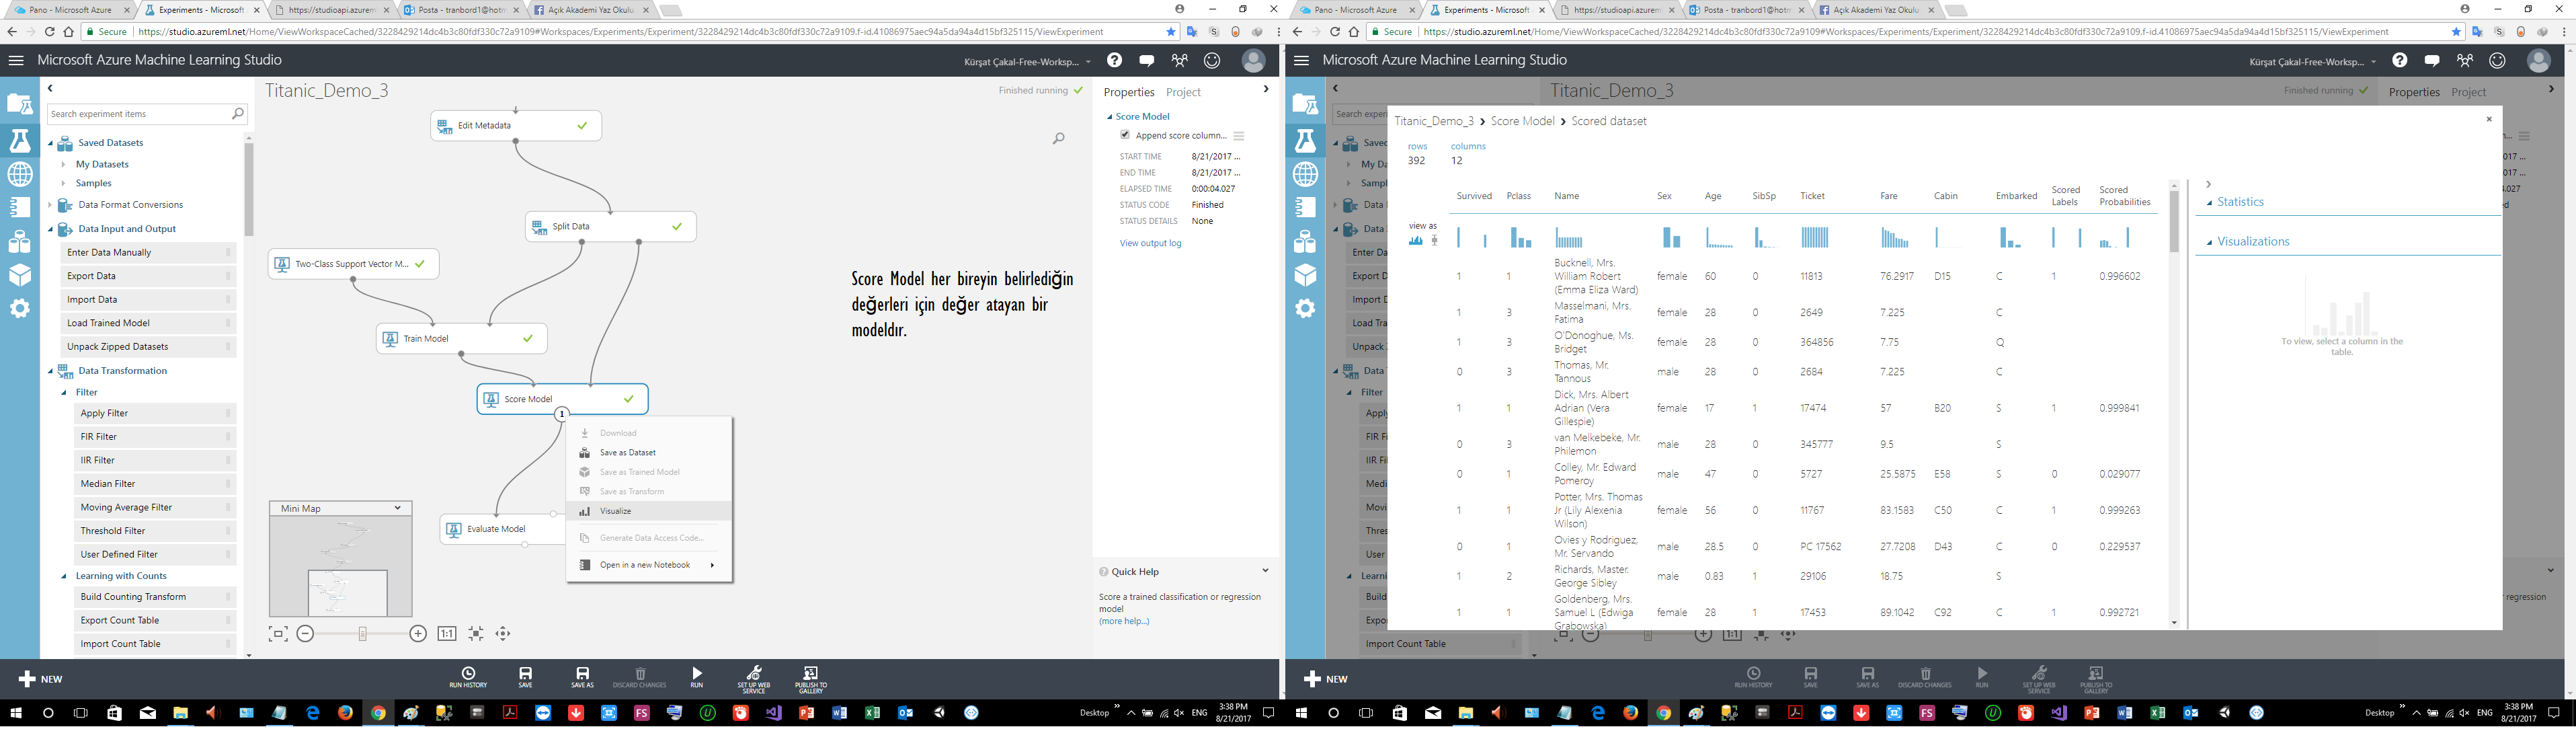 Pano - Microsoft Azure
Experiments - Microsoft
https://studioapi.azurem
Posta - tranbord1@hotm
Açık Akademi Yaz Okulu
Secure
https://studio.azureml.net/Home/ViewWorkspaceCached/3228429214dc4b3c80fdf330c72a9109#Workspaces/Experiments/Experiment/3228429214dc4b3c80fdf330c72a9109.f-id.41086975aec94a5da94a4d15bf325115/ViewExperiment
Microsoft Azure Machine Learning Studio
Kürşat Çakal-Free-Worksp...
Search experiment items
Saved Datasets
My Datasets
Samples
Data Format Conversions
Data Input and Output
Enter Data Manually
Export Data
Import Data
Load Trained Model
Unpack Zipped Datasets
Data Transformation
Filter
Apply Filter
FIR Filter
IIR Filter
Median Filter
Moving Average Filter
Threshold Filter
User Defined Filter
Learning with Counts
Build Counting Transform
Export Count Table
Import Count Table
Titanic_Demo_3
Finished running
Edit Metadata
Split Data
Two-Class Support Vector M...
Train Model
Score Model
1
Download
Save as Dataset
Save as Trained Model
Save as Transform
Visualize
Generate Data Access Code...
Open in a new Notebook
Evaluate Model
Mini Map
1:1
Score Model her bireyin belirlediğin
değerleri için değer atayan bir
modeldır.
Properties Project
Score Model
Append score column...
START TIME 8/21/2017 ...
END TIME 8/21/2017 ...
ELAPSED TIME 0:00:04.027
STATUS CODE Finished
STATUS DETAILS None
View output log
Quick Help
Score a trained classification or regression
model
(more help...)
NEW
RUN HISTORY
SAVE
SAVE AS
DISCARD CHANGES
RUN
SET UP WEB
SERVICE
PUBLISH TO
GALLERY
Desktop
ENG
3:38 PM
8/21/2017
Pano - Microsoft Azure
Experiments - Microsoft
https://studioapi.azureml
Posta - tranbord1@hotm
Açık Akademi Yaz Okulu
Secure
https://studio.azureml.net/Home/ViewWorkspaceCached/3228429214dc4b3c80fdf330c72a9109#Workspaces/Experiments/Experiment/3228429214dc4b3c80fdf330c72a9109.f-id.41086975aec94a5da94a4d15bf325115/ViewExperiment
Microsoft Azure Machine Learning Studio
Kürşat Çakal-Free-Worksp...
Titanic_Demo_3
Finished running
Properties Project
Titanic_Demo_3 Score Model Scored dataset
rows columns
392 12
Survived Pclass Name Sex Age SibSp Ticket Fare Cabin Embarked Scored Labels Scored Probabilities
view as
1 1 Bucknell, Mrs. William Robert (Emma Eliza Ward) female 60 0 11813 76.2917 D15 C 1 0.996602
1 3 Masselmani, Mrs. Fatima female 28 0 2649 7.225 C
1 3 O'Donoghue, Ms. Bridget female 28 0 364856 7.75 Q
0 3 Thomas, Mr. Tannous male 28 0 2684 7.225 C
1 1 Dick, Mrs. Albert Adrian (Vera Gillespie) female 17 1 17474 57 B20 S 1 0.999841
0 3 van Melkebeke, Mr. Philemon male 28 0 345777 9.5 S
0 1 Colley, Mr. Edward Pomeroy male 47 0 5727 25.5875 E58 S 0 0.029077
1 1 Potter, Mrs. Thomas Jr (Lily Alexenia Wilson) female 56 0 11767 83.1583 C50 C 1 0.999263
0 1 Ovies y Rodriguez, Mr. Servando male 28.5 0 PC 17562 27.7208 D43 C 0 0.229537
1 2 Richards, Master. George Sibley male 0.83 1 29106 18.75 S
1 1 Goldenberg, Mrs. Samuel L (Edwiga Grabowska) female 28 1 17453 89.1042 C92 C 1 0.992721
Statistics
Visualizations
To view, select a column in the
table.
Import Count Table
1:1
NEW
RUN HISTORY
SAVE
SAVE AS
DISCARD CHANGES
RUN
SET UP WEB
SERVICE
PUBLISH TO
GALLERY
Desktop
ENG
3:38 PM
8/21/2017